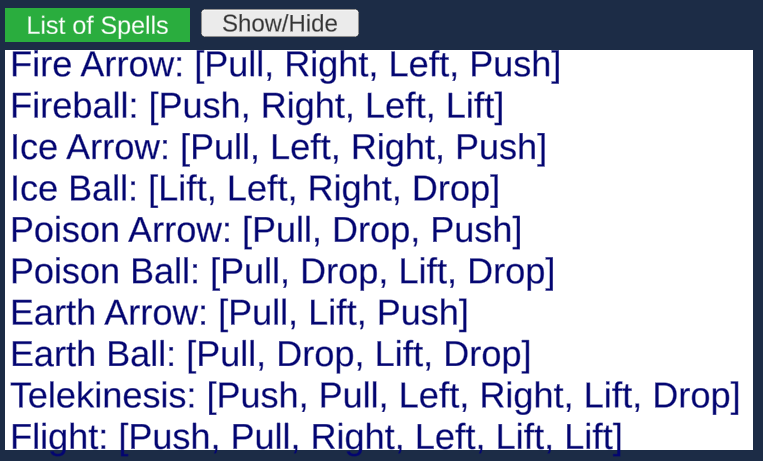 List of Spells Show/Hide
Fire Arrow: [Pull, Right, Left, Push]
Fireball: [Push, Right, Left, Lift]
Ice Arrow: [Pull, Left, Right, Push]
Ice Ball: [Lift, Left, Right, Drop]
Poison Arrow: [Pull, Drop, Push]
Poison Ball: [Pull, Drop, Lift, Drop]
Earth Arrow: [Pull, Lift, Push]
Earth Ball: [Pull, Drop, Lift, Drop]
Telekinesis: [Push, Pull, Left, Right, Lift, Drop]
Flight: [Push, Pull, Right, Left, Lift, Lift]